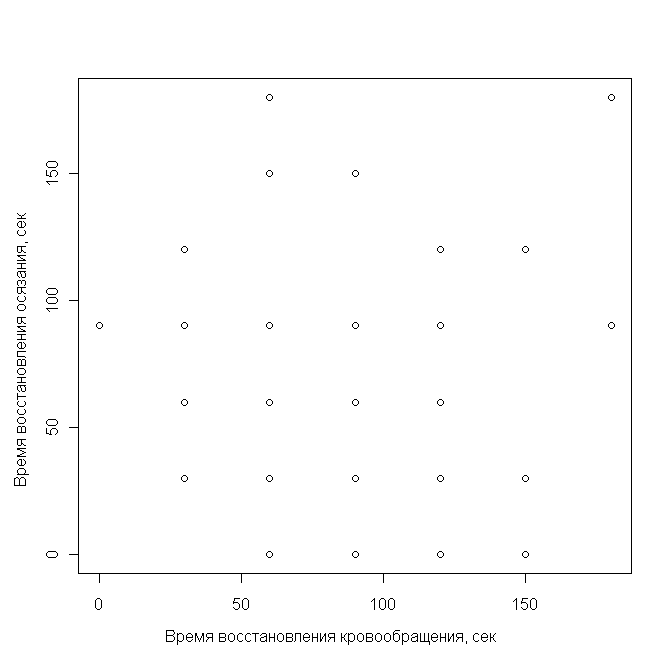 Время восстановления осязания, сек
150
100
50
0
0 50 100 150
Время восстановления кровообращения, сек